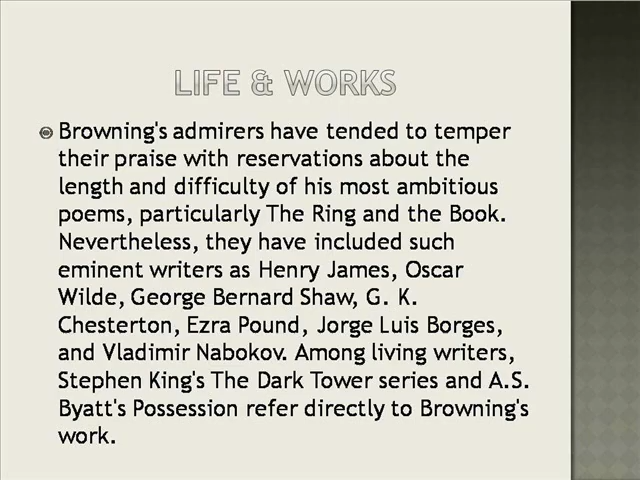 LIFE & WORKS
Browning's admirers have tended to temper
their praise with reservations about the
length and difficulty of his most ambitious
poems, particularly The Ring and the Book.
Nevertheless, they have included such
eminent writers as Henry James, Oscar
Wilde, George Bernard Shaw, G. K.
Chesterton, Ezra Pound, Jorge Luis Borges,
and Vladimir Nabokov. Among living writers,
Stephen King's The Dark Tower series and A.S.
Byatt's Possession refer directly to Browning's
work.